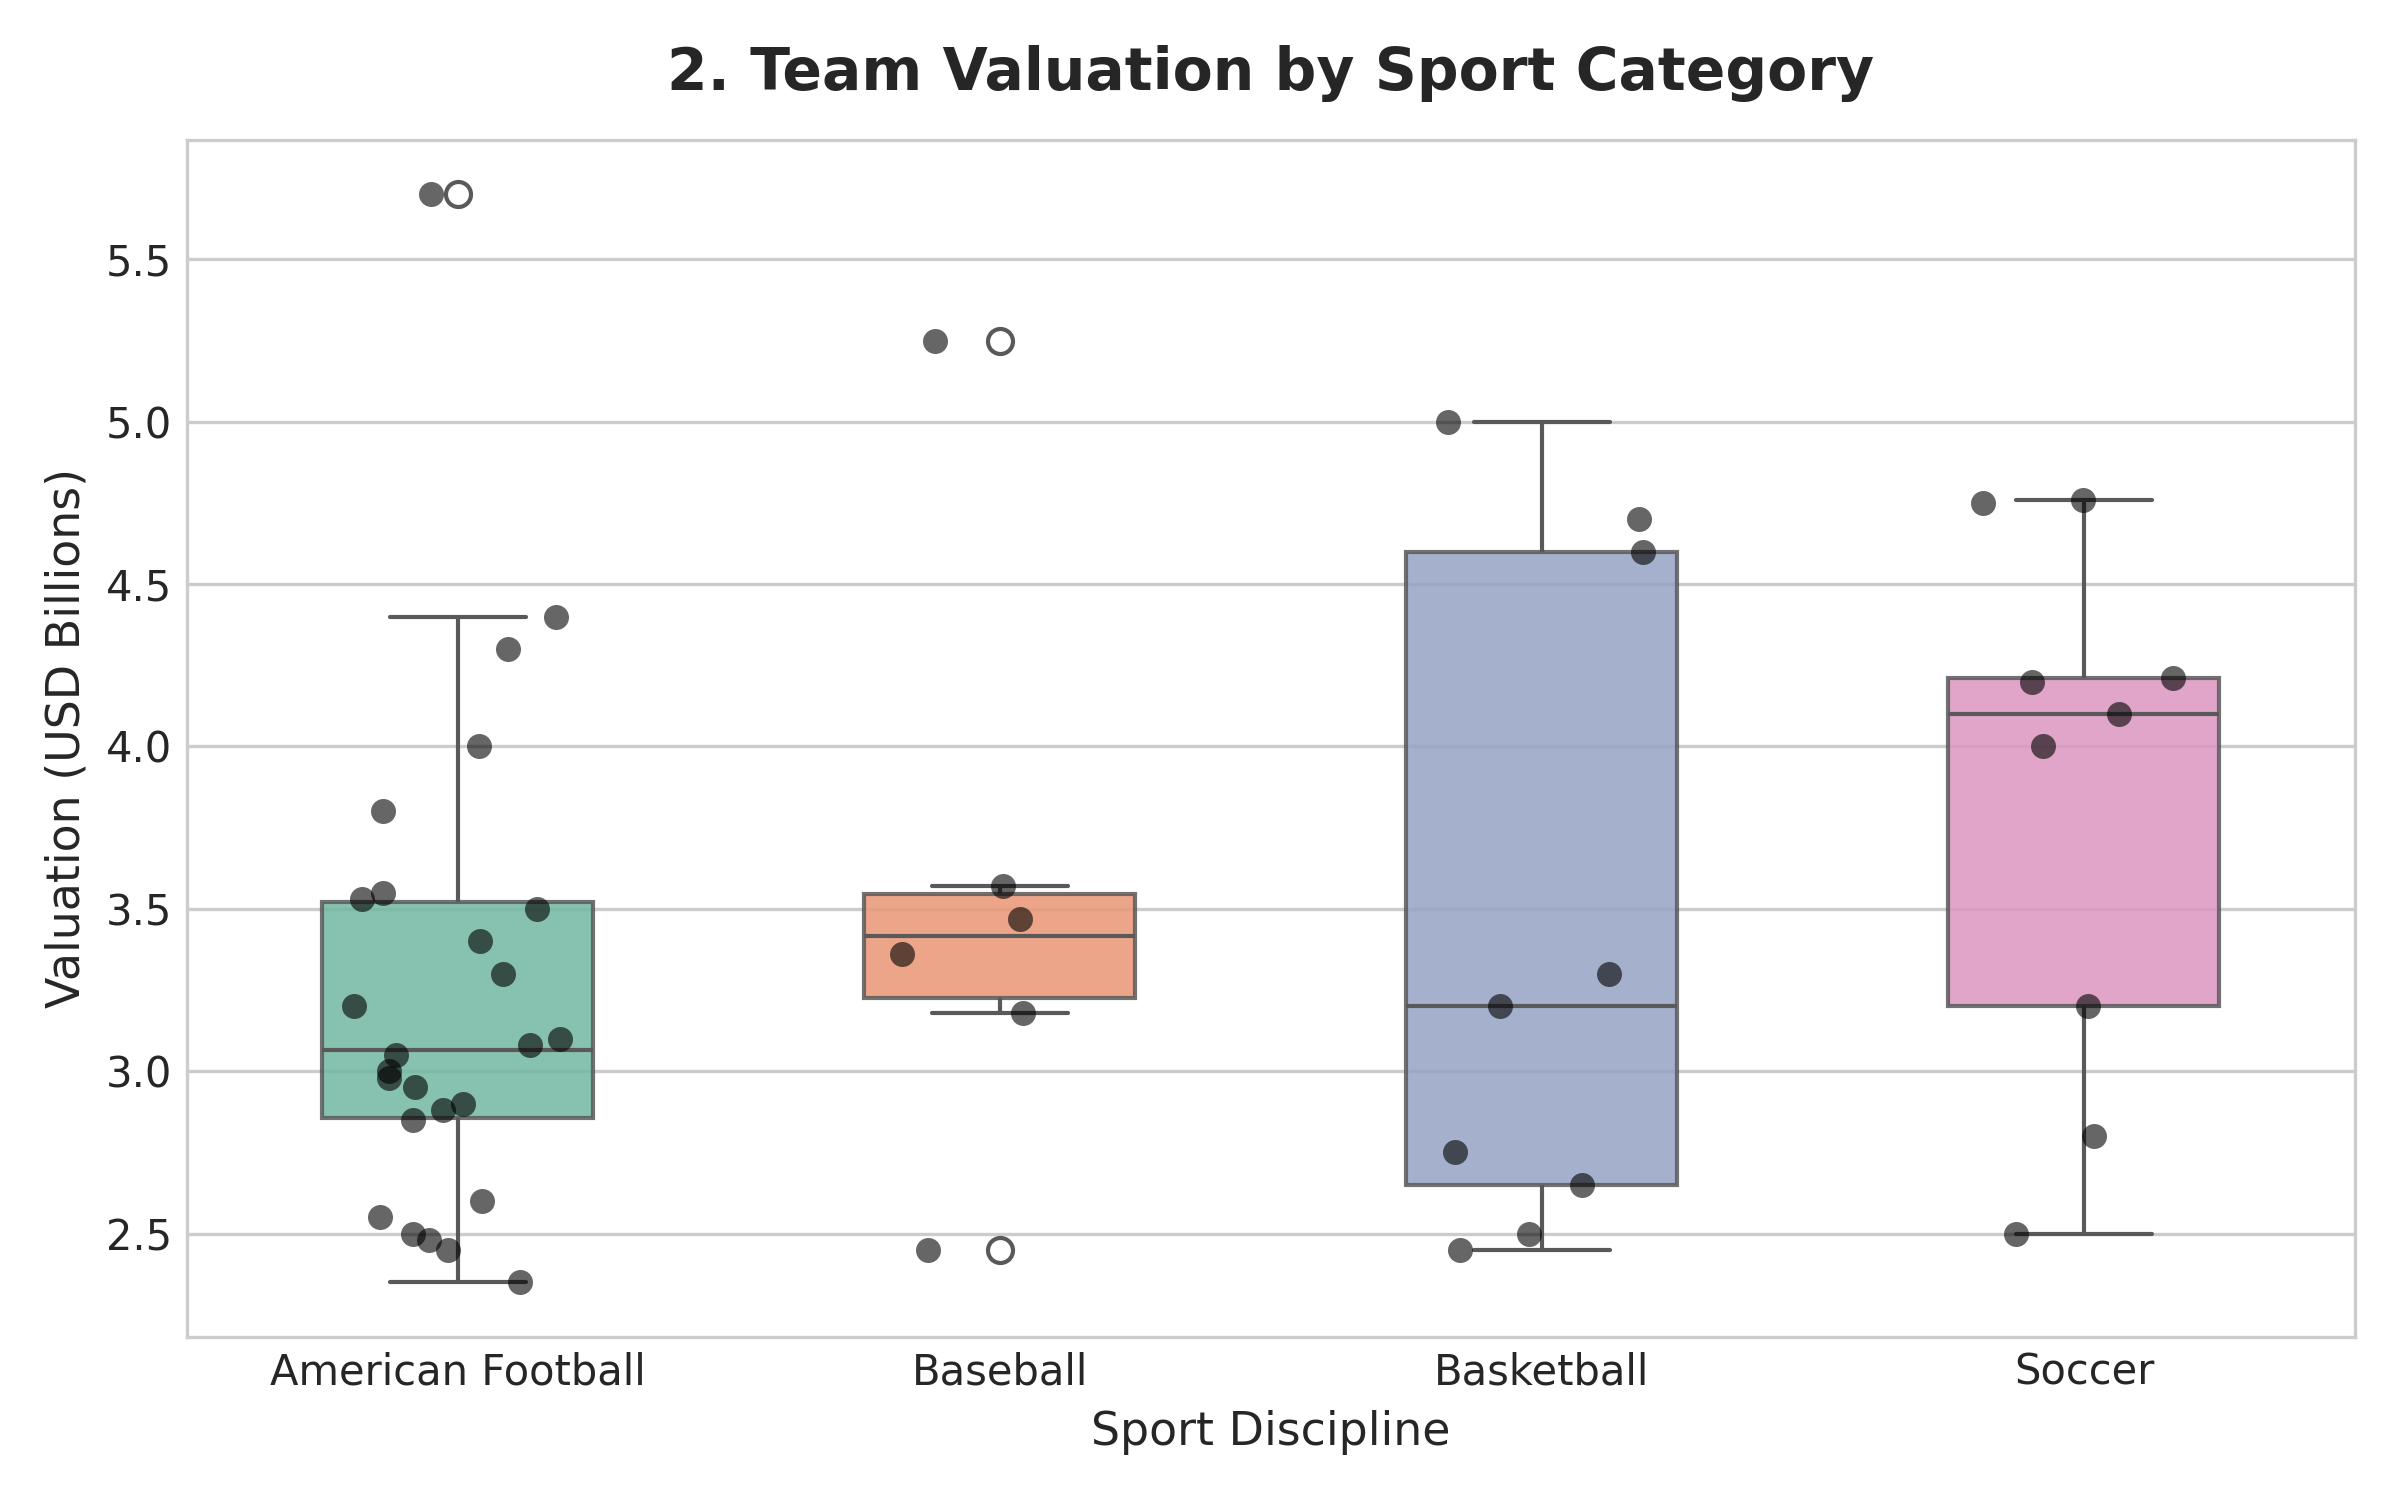 2. Team Valuation by Sport Category
Valuation (USD Billions)
5.5
5.0
4.5
4.0
3.5
3.0
2.5
American Football
Baseball
Basketball
Soccer
Sport Discipline